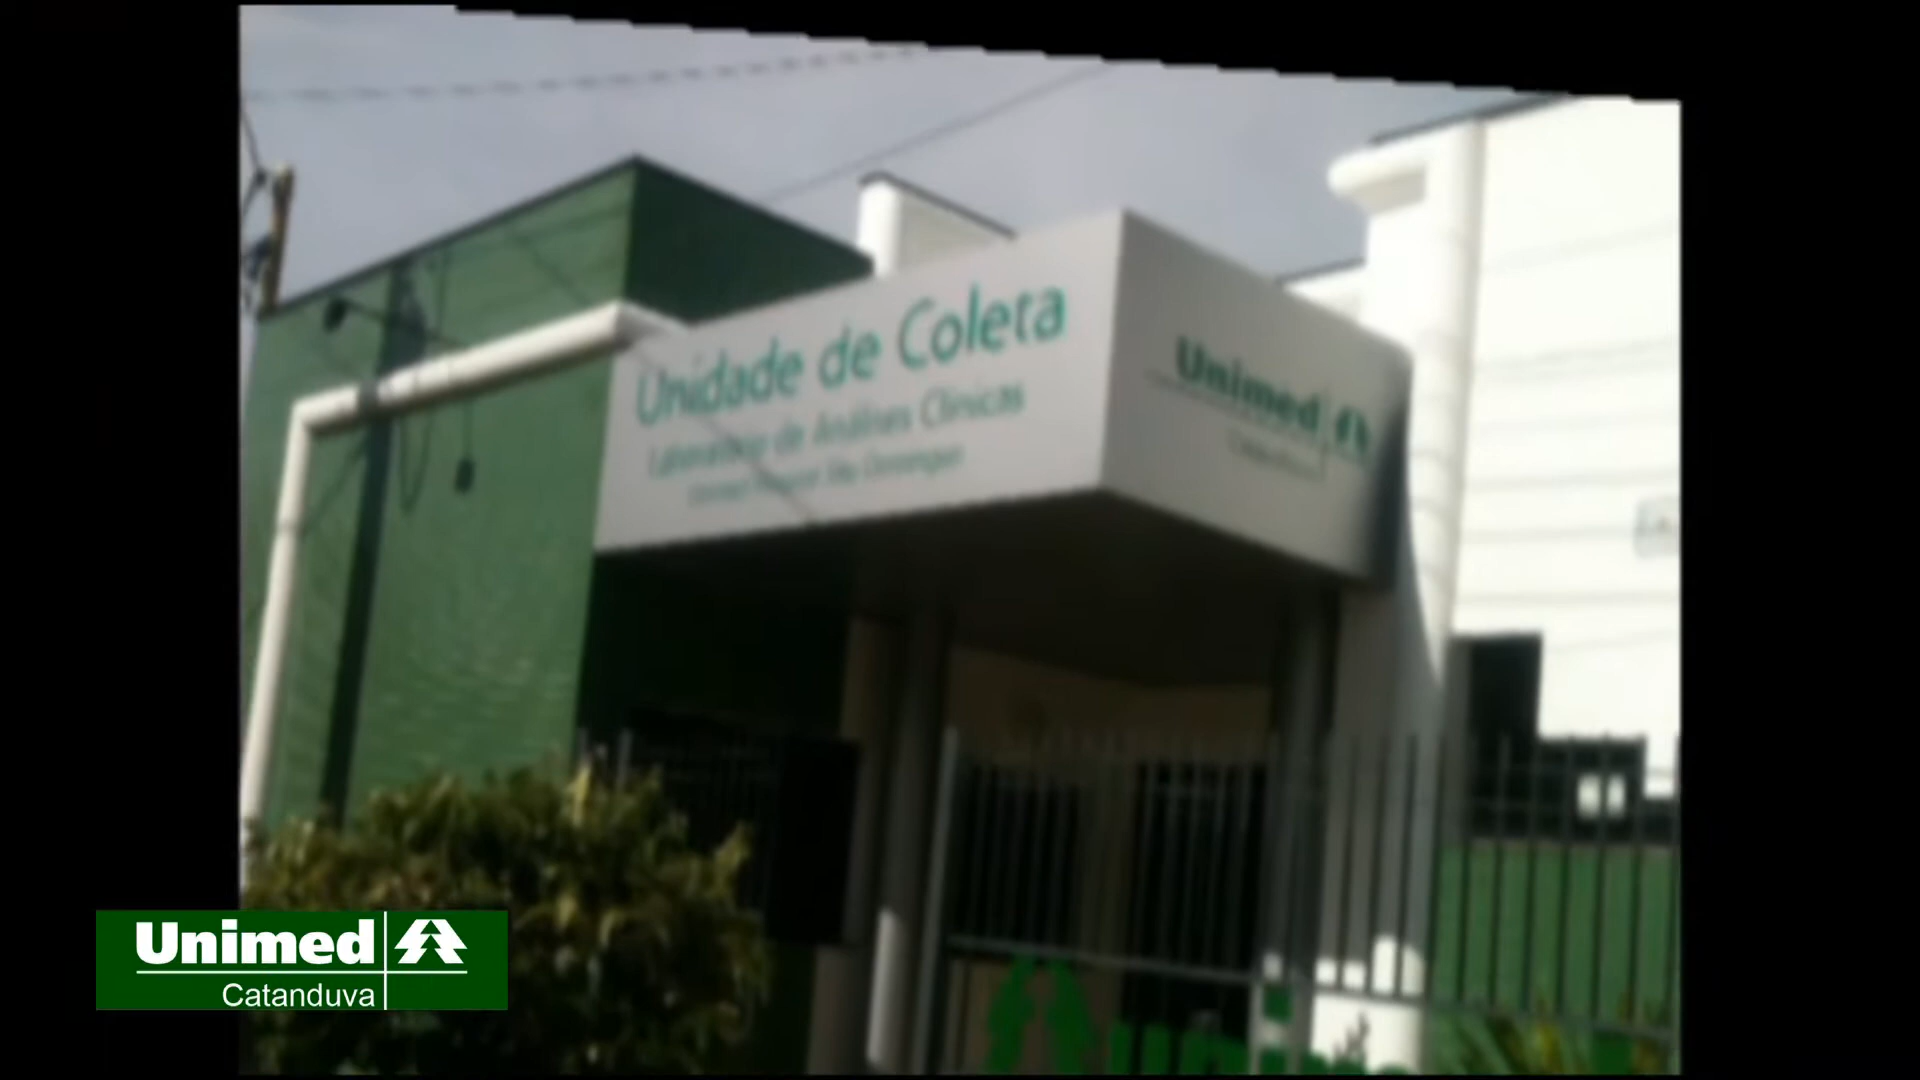 Unidade de Coleta
Laboratório de Análises Clínicas
Unimed
Unimed
Catanduva